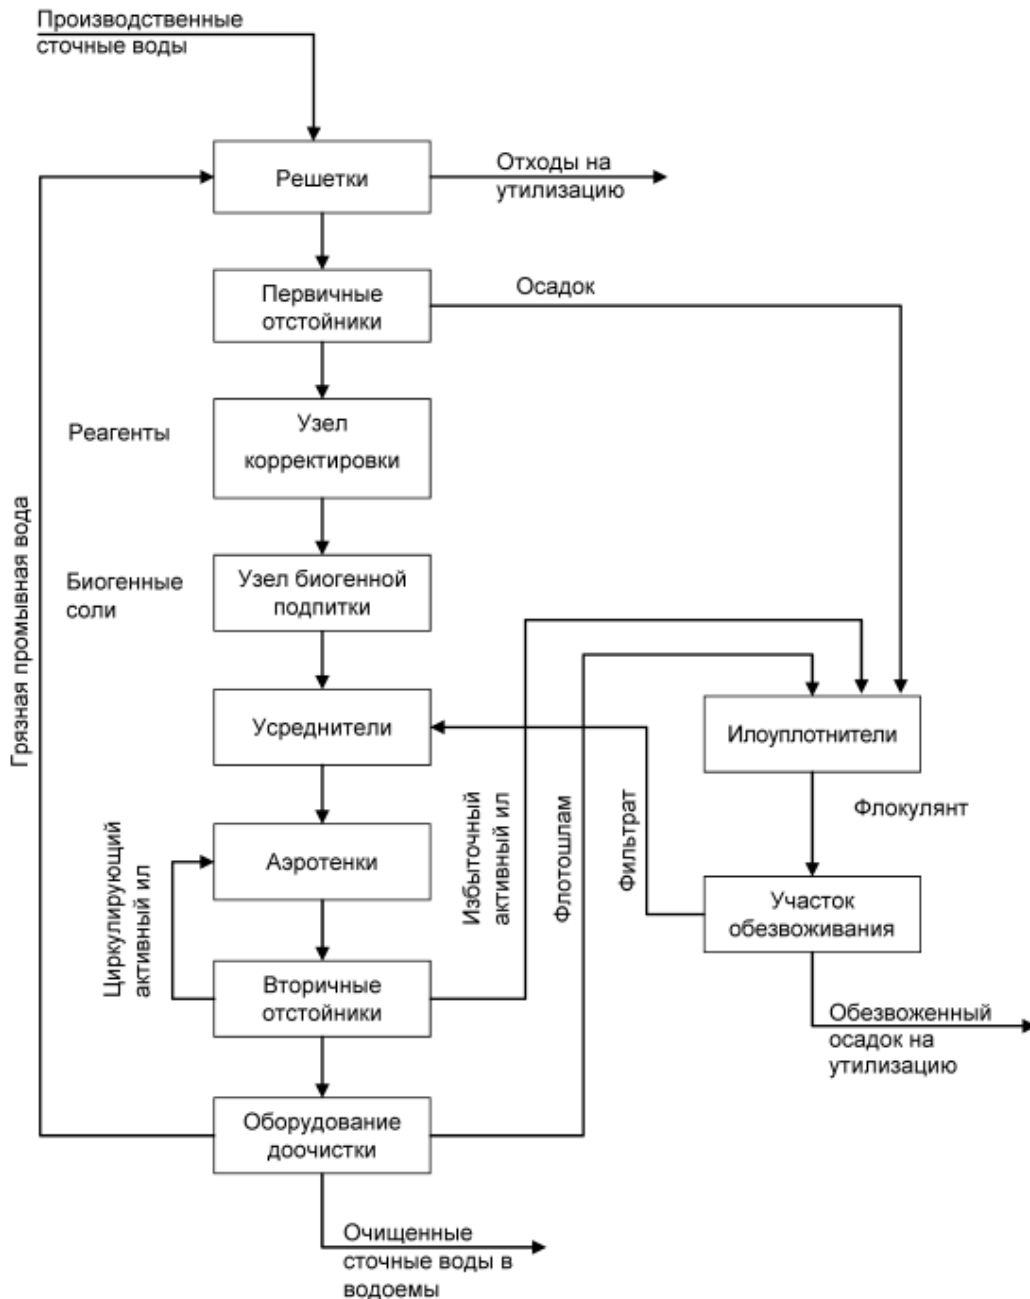 Производственные
сточные воды
Решетки
Отходы на
утилизацию
Первичные
отстойники
Осадок
Реагенты
Узел
корректировки
Грязная промывная вода
Биогенные
соли
Узел биогенной
подпитки
Усреднители
Илоуплотнители
Флокулянт
Циркулирующий
активный ил
Аэротенки
Избыточный
активный ил
Флотошлам
Фильтрат
Участок
обезвоживания
Вторичные
отстойники
Обезвоженный
осадок на
утилизацию
Оборудование
доочистки
Очищенные
сточные воды в
водоемы